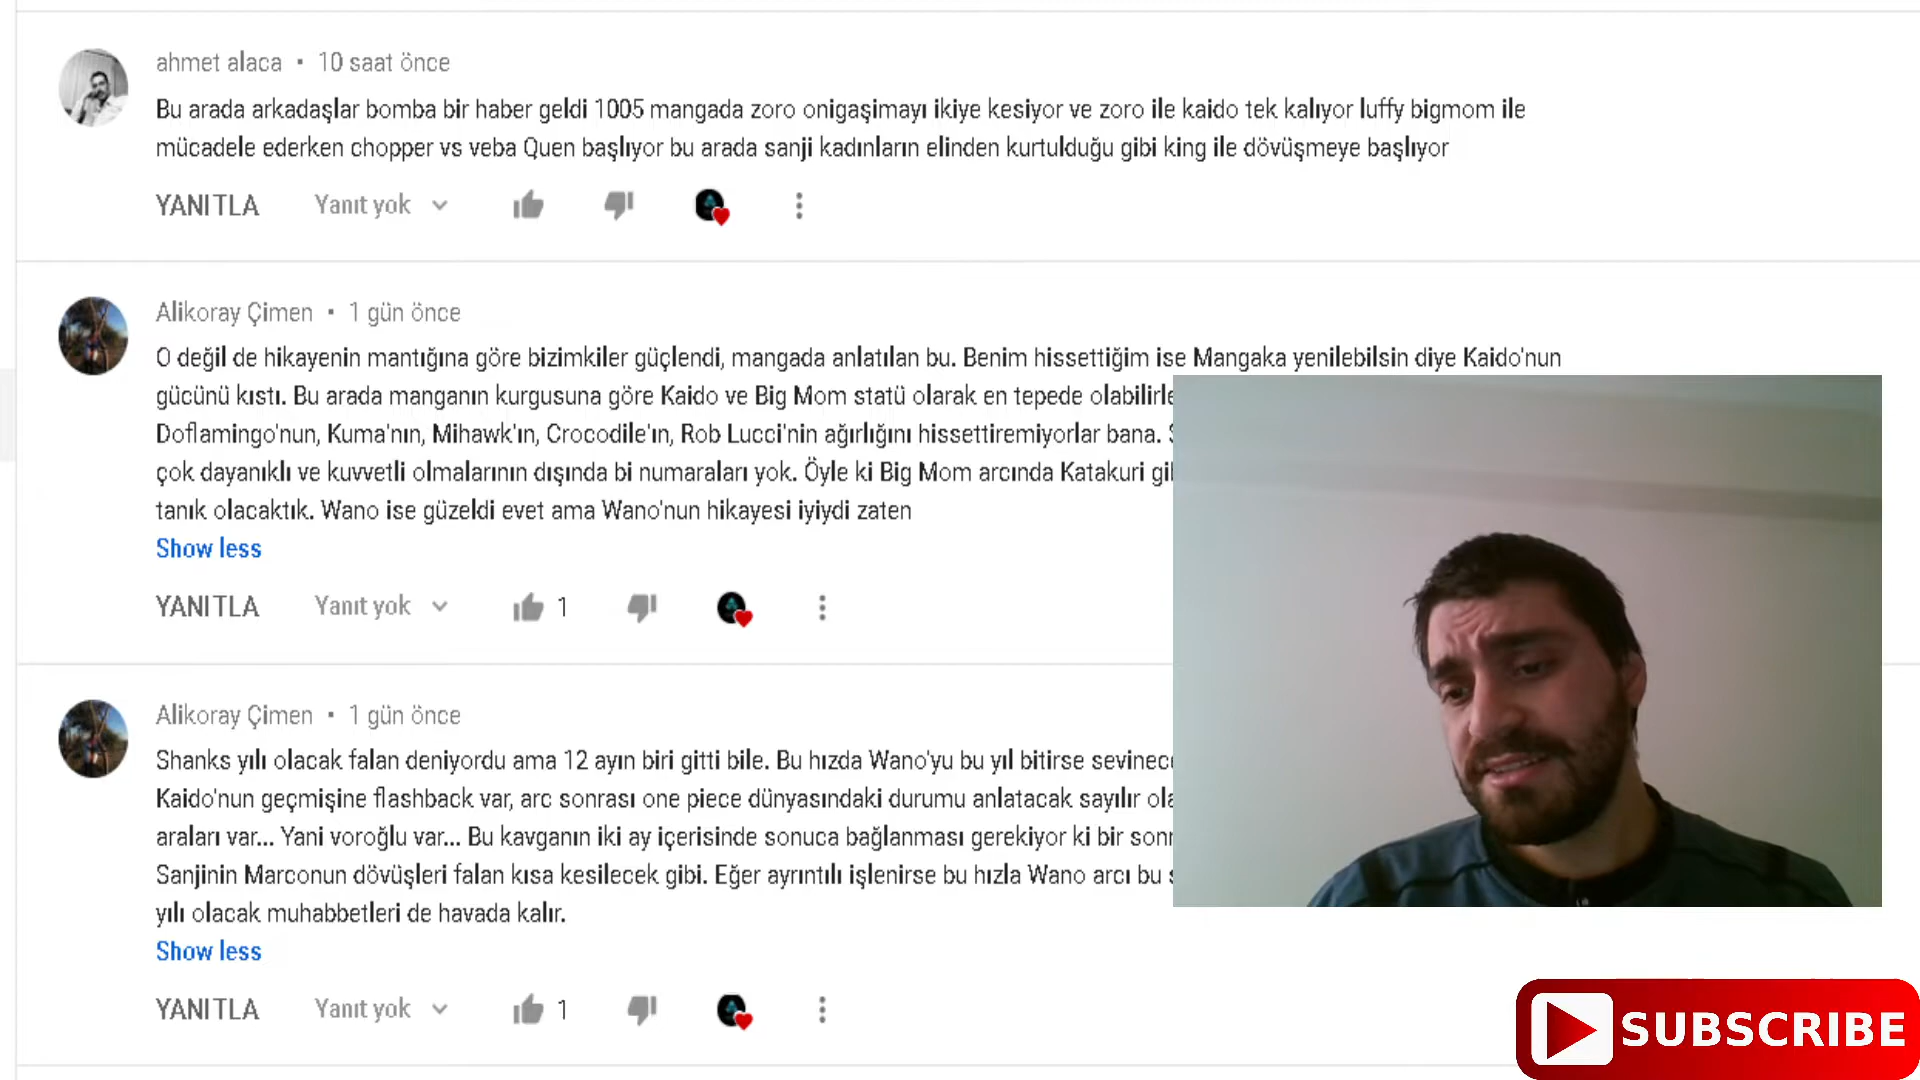 ahmet alaca • 10 saat önce
Bu arada arkadaşlar bomba bir haber geldi 1005 mangada zoro onigaşimayı ikiye kesiyor ve zoro ile kaido tek kalıyor luffy bigmom ile
mücadele ederken chopper vs veba Quen başlıyor bu arada sanji kadınların elinden kurtulduğu gibi king ile dövüşmeye başlıyor
YANITLA Yanıt yok
Alikoray Çimen • 1 gün önce
O değil de hikayenin mantığına göre bizimkiler güçlendi, mangada anlatılan bu. Benim hissettiğim ise Mangaka yenilebilsin diye Kaido'nun
gücünü kıstı. Bu arada manganın kurgusuna göre Kaido ve Big Mom statü olarak en tepede
Doflamingo'nun, Kuma'nın, Mihawk'ın, Crocodile'ın, Rob Lucci'nin ağırlığını hissettiremiyorlar bana.
çok dayanıklı ve kuvvetli olmalarının dışında bi numaraları yok. Öyle ki Big Mom arcında Katakuri
tanık olacaktık. Wano ise güzeldi evet ama Wano'nun hikayesi iyiydi zaten
Show less
YANITLA Yanıt yok 1
Alikoray Çimen • 1 gün önce
Shanks yılı olacak falan deniyordu ama 12 ayın biri gitti bile. Bu hızda Wano'yu bu yıl bitirse
Kaido'nun geçmişine flashback var, arc sonrası one piece dünyasındaki durumu anlatacak sayılır
araları var... Yani voroğlu var... Bu kavganın iki ay içerisinde sonuca bağlanması gerekiyor ki bir
Sanjinin Marconun dövüşleri falan kısa kesilecek gibi. Eğer ayrıntılı işlenirse bu hızla Wano arcı bu
yılı olacak muhabbetleri de havada kalır.
Show less
YANITLA Yanıt yok 1
SUBSCRIBE